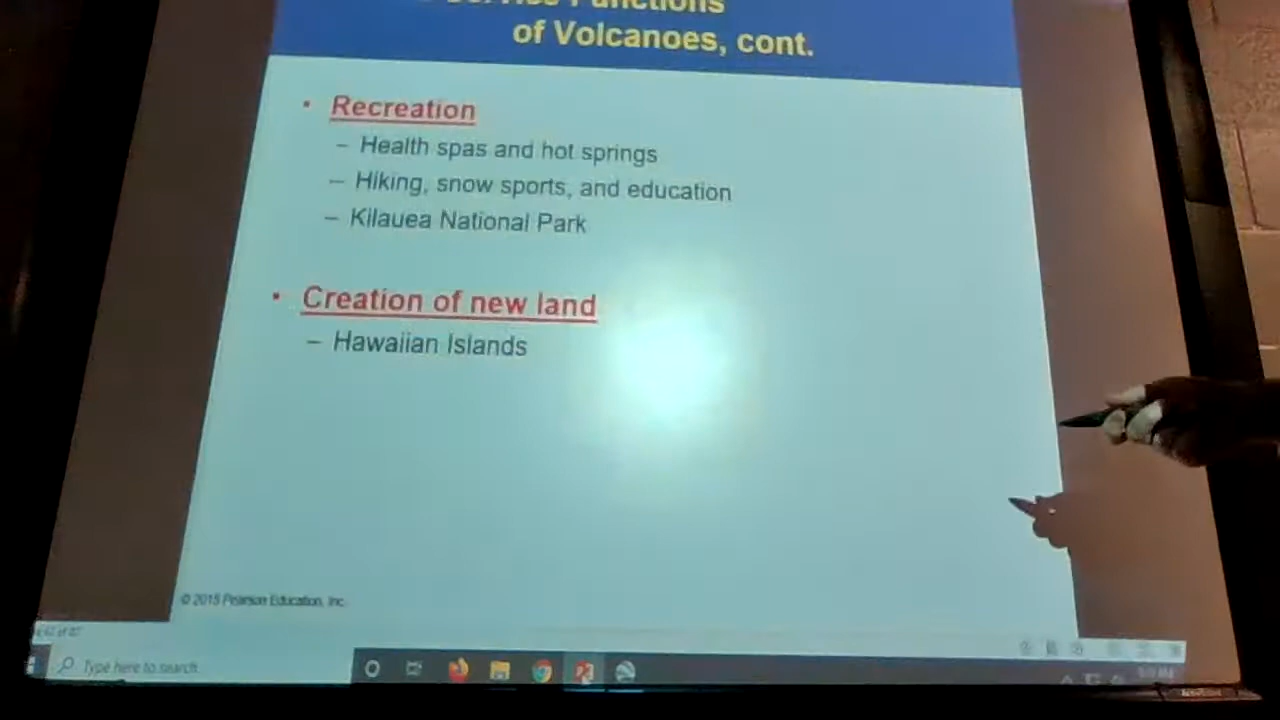 Functions
of Volcanoes, cont.
• Recreation
– Health spas and hot springs
– Hiking, snow sports, and education
– Kilauea National Park
• Creation of new land
– Hawaiian Islands
© 2015 Pearson Education, Inc.
Type here to search